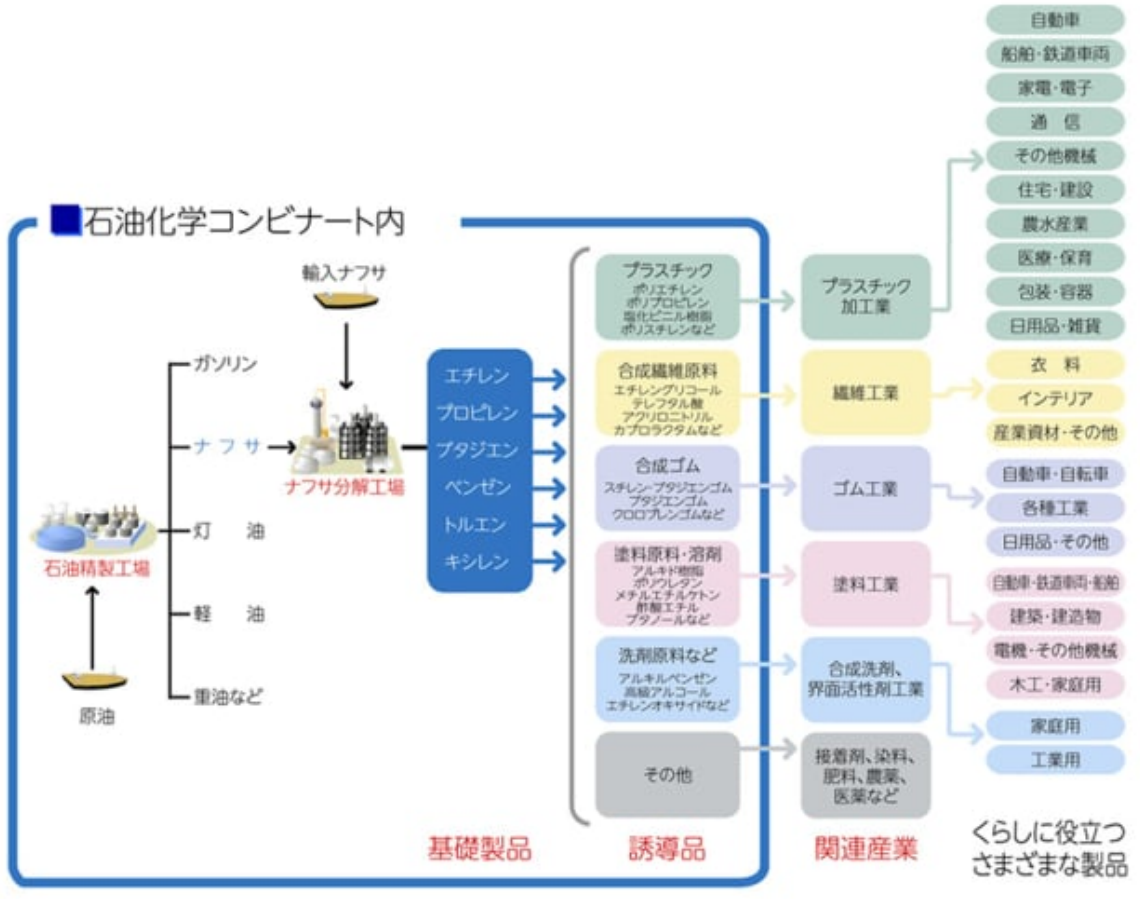 ■石油化学コンビナート内
輸入ナフサ
ガソリン
ナフサ
ナフサ分解工場
灯　油
石油精製工場
軽　油
重油など
原油
エチレン
プロピレン
ブタジエン
ベンゼン
トルエン
キシレン
基礎製品
プラスチック
ポリエチレン
ポリプロピレン
塩化ビニル樹脂
ポリスチレンなど
合成繊維原料
エチレングリコール
テレフタル酸
アクリロニトリル
カプロラクタムなど
合成ゴム
スチレン・ブタジエンゴム
ブタジエンゴム
クロロプレンゴムなど
塗料原料・溶剤
アルキド樹脂
ポリウレタン
メチルエチルケトン
酢酸エチル
ブタノールなど
洗剤原料など
アルキルベンゼン
高級アルコール
エチレンオキサイドなど
その他
誘導品
プラスチック
加工業
繊維工業
ゴム工業
塗料工業
合成洗剤、
界面活性剤工業
接着剤、染料、
肥料、農薬、
医薬など
関連産業
自動車
船舶・鉄道車両
家電・電子
通　信
その他機械
住宅・建設
農水産業
医療・保育
包装・容器
日用品・雑貨
衣　料
インテリア
産業資材・その他
自動車・自転車
各種工業
日用品・その他
自動車・鉄道車両・船舶
建築・建造物
電機・その他機械
木工・家庭用
家庭用
工業用
くらしに役立つ
さまざまな製品